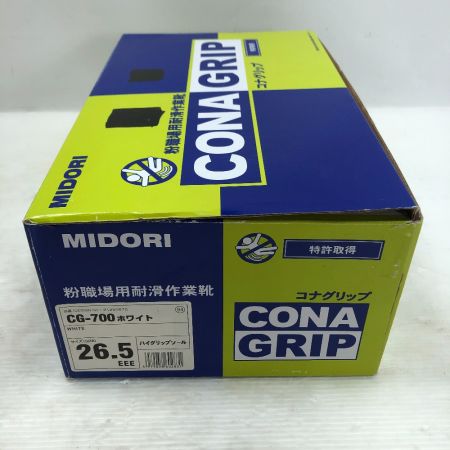 MIDORI
粉職場用耐滑作業靴
CONA GRIP
コナグリップ
MIDORI
粉職場用耐滑作業靴
CG-700 ホワイト
WHITE
26.5
EEE
ハイグリップソール
特許取得
コナグリップ
CONA
GRIP